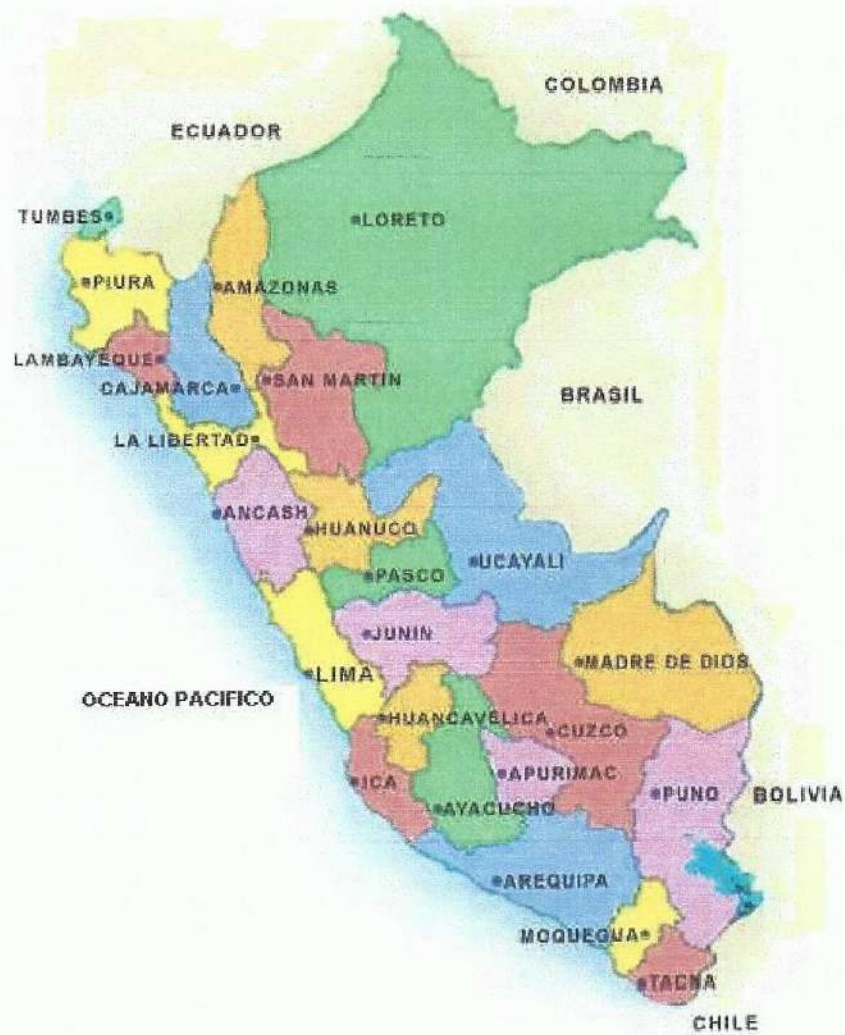 COLOMBIA
ECUADOR
TUMBES
LORETO
PIURA
AMAZONAS
LAMBAYEQUE
CAJAMARCA
SAN MARTIN
BRASIL
LA LIBERTAD
ANCASH
HUANUCO
UCAYALI
PASCO
JUNIN
MADRE DE DIOS
LIMA
OCEANO PACIFICO
HUANCAVELICA
CUZCO
ICA
APURIMAC
PUNO
BOLIVIA
AYACUCHO
AREQUIPA
MOQUEGUA
TACNA
CHILE